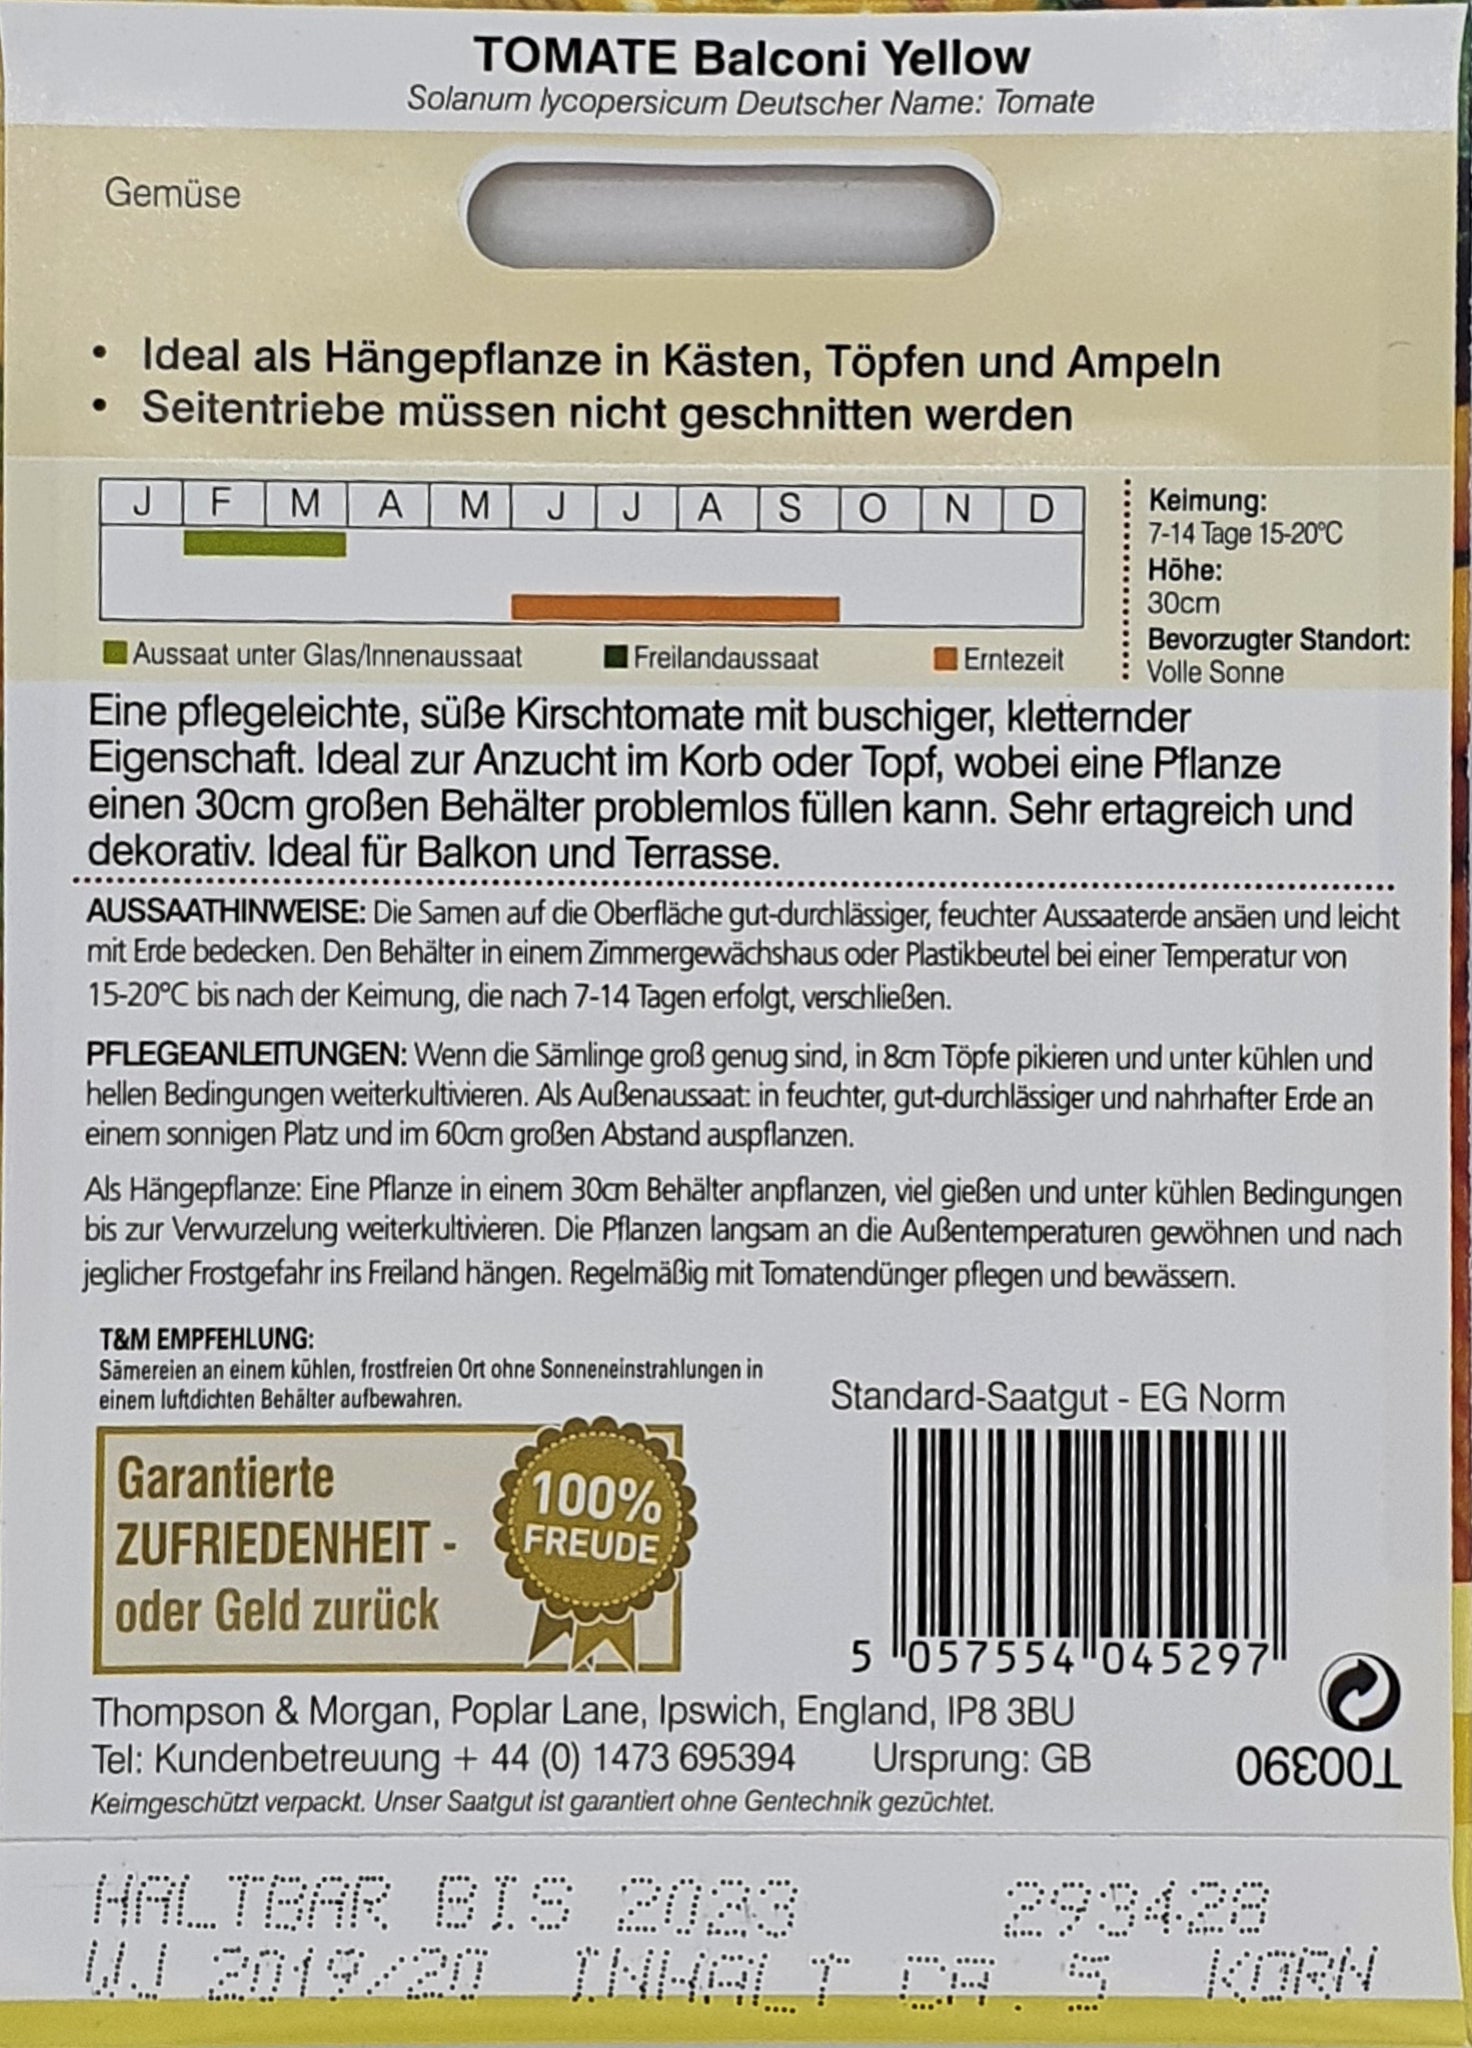 TOMATE Balconi Yellow
Solanum lycopersicum Deutscher Name: Tomate
Gemüse
• Ideal als Hängepflanze in Kästen, Töpfen und Ampeln
• Seitentriebe müssen nicht geschnitten werden
J F M A M J J A S O N D
Aussaat unter Glas/Innenaussaat Freilandaussaat Erntezeit
Keimung:
7-14 Tage 15-20°C
Höhe:
30cm
Bevorzugter Standort:
Volle Sonne
Eine pflegeleichte, süße Kirschtomate mit buschiger, kletternder
Eigenschaft. Ideal zur Anzucht im Korb oder Topf, wobei eine Pflanze
einen 30cm großen Behälter problemlos füllen kann. Sehr ertagreich und
dekorativ. Ideal für Balkon und Terrasse.
AUSSAATHINWEISE: Die Samen auf die Oberfläche gut-durchlässiger, feuchter Aussaaterde ansäen und leicht
mit Erde bedecken. Den Behälter in einem Zimmergewächshaus oder Plastikbeutel bei einer Temperatur von
15-20°C bis nach der Keimung, die nach 7-14 Tagen erfolgt, verschließen.
PFLEGEANLEITUNGEN: Wenn die Sämlinge groß genug sind, in 8cm Töpfe pikieren und unter kühlen und
hellen Bedingungen weiterkultivieren. Als Außenaussaat: in feuchter, gut-durchlässiger und nahrhafter Erde an
einem sonnigen Platz und im 60cm großen Abstand auspflanzen.
Als Hängepflanze: Eine Pflanze in einem 30cm Behälter anpflanzen, viel gießen und unter kühlen Bedingungen
bis zur Verwurzelung weiterkultivieren. Die Pflanzen langsam an die Außentemperaturen gewöhnen und nach
jeglicher Frostgefahr ins Freiland hängen. Regelmäßig mit Tomatendünger pflegen und bewässern.
T&M EMPFEHLUNG:
Sämereien an einem kühlen, frostfreien Ort ohne Sonneneinstrahlungen in
einem luftdichten Behälter aufbewahren.
Garantierte
ZUFRIEDENHEIT -
oder Geld zurück
100%
FREUDE
Standard-Saatgut - EG Norm
5 057554 045297
Thompson & Morgan, Poplar Lane, Ipswich, England, IP8 3BU
Tel: Kundenbetreuung + 44 (0) 1473 695394 Ursprung: GB
Keimgeschützt verpackt. Unser Saatgut ist garantiert ohne Gentechnik gezüchtet.
T00390
HALTBAR BIS 2023 293428
WJ 2019/20 INHALT CA. 5 KORN